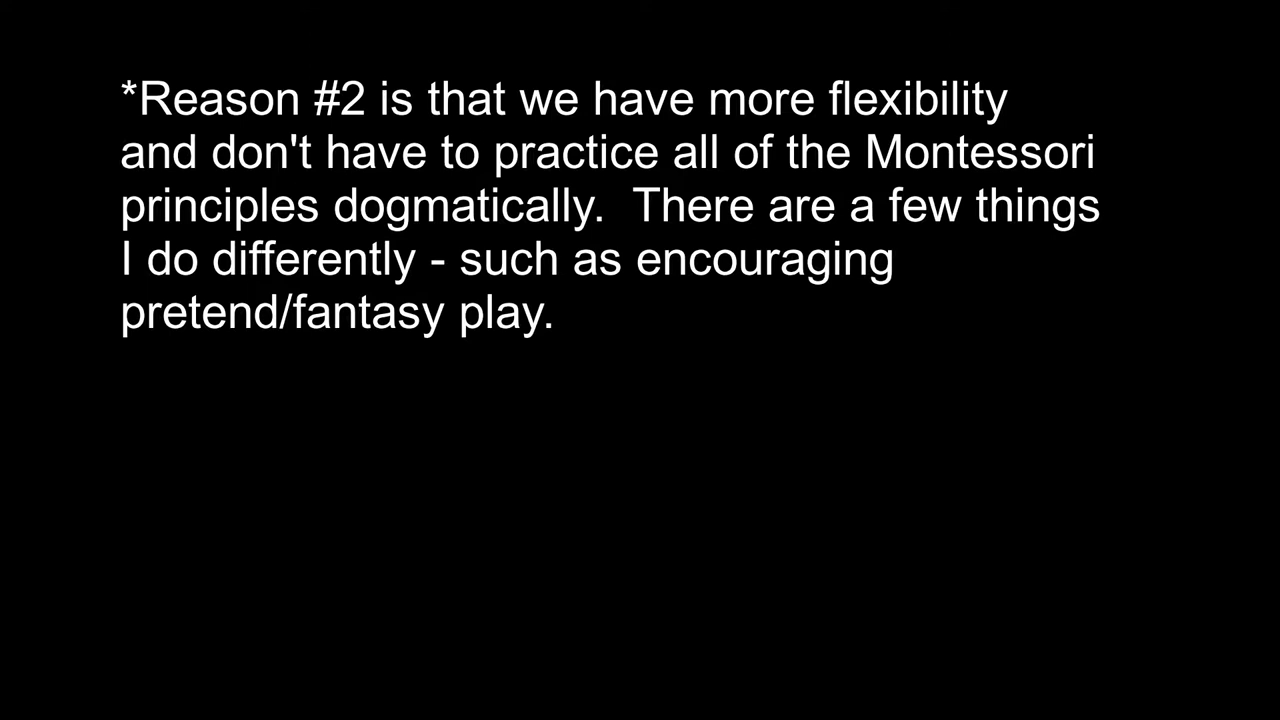 *Reason #2 is that we have more flexibility
and don't have to practice all of the Montessori
principles dogmatically.  There are a few things
I do differently - such as encouraging
pretend/fantasy play.